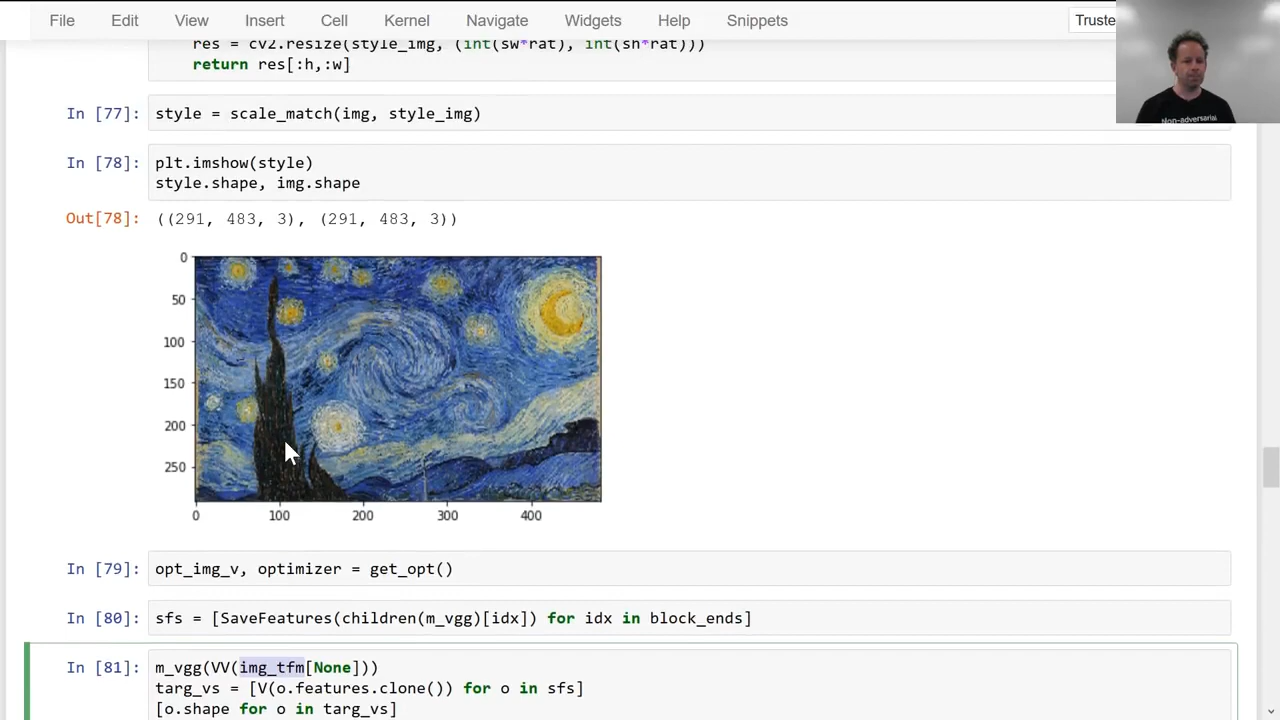 File Edit View Insert Cell Kernel Navigate Widgets Help Snippets Truste
res = cv2.resize(style_img, (int(sw*rat), int(sh*rat)))
return res[:h,:w]
In [77]: style = scale_match(img, style_img)
In [78]: plt.imshow(style)
style.shape, img.shape
Out[78]: ((291, 483, 3), (291, 483, 3))
0
50
100
150
200
250
0 100 200 300 400
In [79]: opt_img_v, optimizer = get_opt()
In [80]: sfs = [SaveFeatures(children(m_vgg)[idx]) for idx in block_ends]
In [81]: m_vgg(VV(img_tfm[None]))
targ_vs = [V(o.features.clone()) for o in sfs]
[o.shape for o in targ_vs]
Non-adversarial